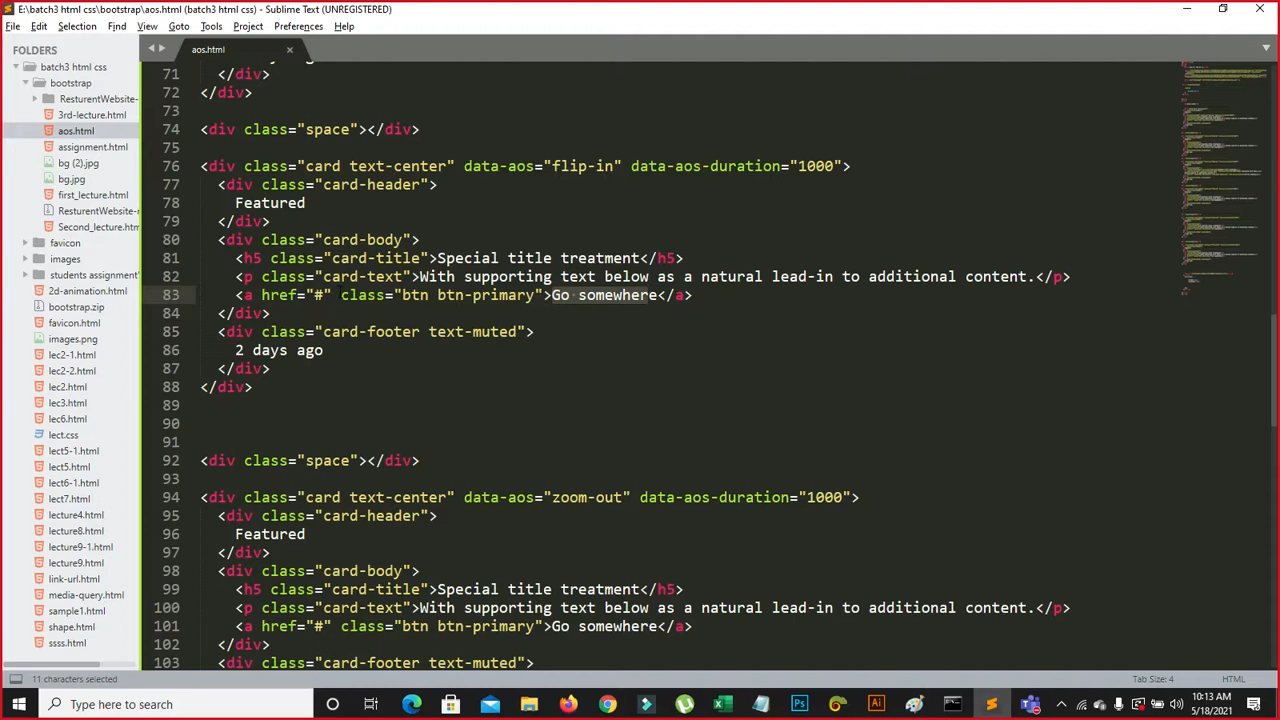 E:\batch3 html css\bootstrap\aos.html (batch3 html css) - Sublime Text (UNREGISTERED)
File Edit Selection Find View Goto Tools Project Preferences Help
FOLDERS
batch3 html css
bootstrap
ResturentWebsite-
3rd-lecture.html
aos.html
assignment.html
bg (2).jpg
bg.jpg
first_lecture.html
ResturentWebsite-r
Second_lecture.htm
favicon
images
students assignment
2d-animation.html
bootstrap.zip
favicon.html
images.png
lec2-1.html
lec2-2.html
lec2.html
lec3.html
lec6.html
lect.css
lect5-1.html
lect5.html
lect6-1.html
lect7.html
lecture4.html
lecture8.html
lecture9-1.html
lecture9.html
link-url.html
media-query.html
sample1.html
shape.html
ssss.html
aos.html
71 </div>
72 </div>
73
74 <div class="space"></div>
75
76 <div class="card text-center" data-aos="flip-in" data-aos-duration="1000">
77 <div class="card-header">
78 Featured
79 </div>
80 <div class="card-body">
81 <h5 class="card-title">Special title treatment</h5>
82 <p class="card-text">With supporting text below as a natural lead-in to additional content.</p>
83 <a href="#" class="btn btn-primary">Go somewhere</a>
84 </div>
85 <div class="card-footer text-muted">
86 2 days ago
87 </div>
88 </div>
89
90
91
92 <div class="space"></div>
93
94 <div class="card text-center" data-aos="zoom-out" data-aos-duration="1000">
95 <div class="card-header">
96 Featured
97 </div>
98 <div class="card-body">
99 <h5 class="card-title">Special title treatment</h5>
100 <p class="card-text">With supporting text below as a natural lead-in to additional content.</p>
101 <a href="#" class="btn btn-primary">Go somewhere</a>
102 </div>
103 <div class="card-footer text-muted">
11 characters selected
Tab Size: 4
HTML
Type here to search
10:13 AM
5/18/2021